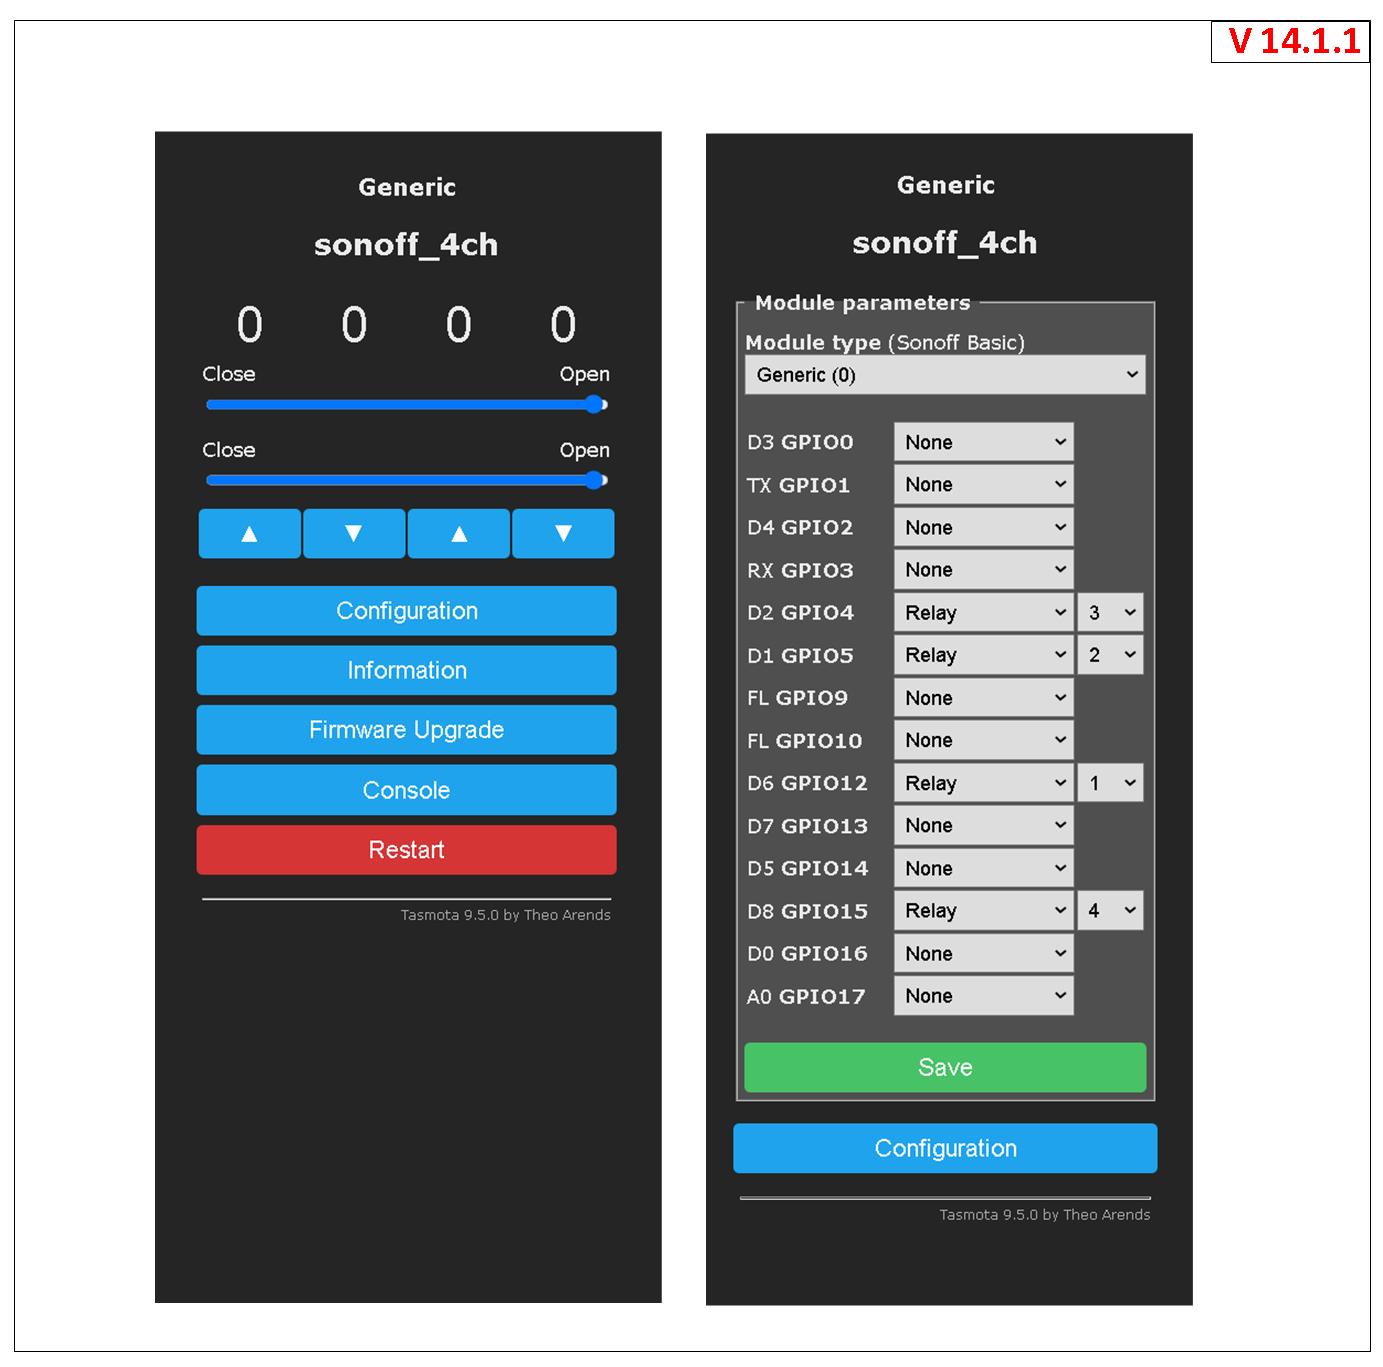 V 14.1.1
Generic
sonoff_4ch
0 0 0 0
Close Open
Close Open
▲ ▼ ▲ ▼
Configuration
Information
Firmware Upgrade
Console
Restart
Tasmota 9.5.0 by Theo Arends
Generic
sonoff_4ch
Module parameters
Module type (Sonoff Basic)
Generic (0)
D3 GPIO0 None
TX GPIO1 None
D4 GPIO2 None
RX GPIO3 None
D2 GPIO4 Relay 3
D1 GPIO5 Relay 2
FL GPIO9 None
FL GPIO10 None
D6 GPIO12 Relay 1
D7 GPIO13 None
D5 GPIO14 None
D8 GPIO15 Relay 4
D0 GPIO16 None
A0 GPIO17 None
Save
Configuration
Tasmota 9.5.0 by Theo Arends